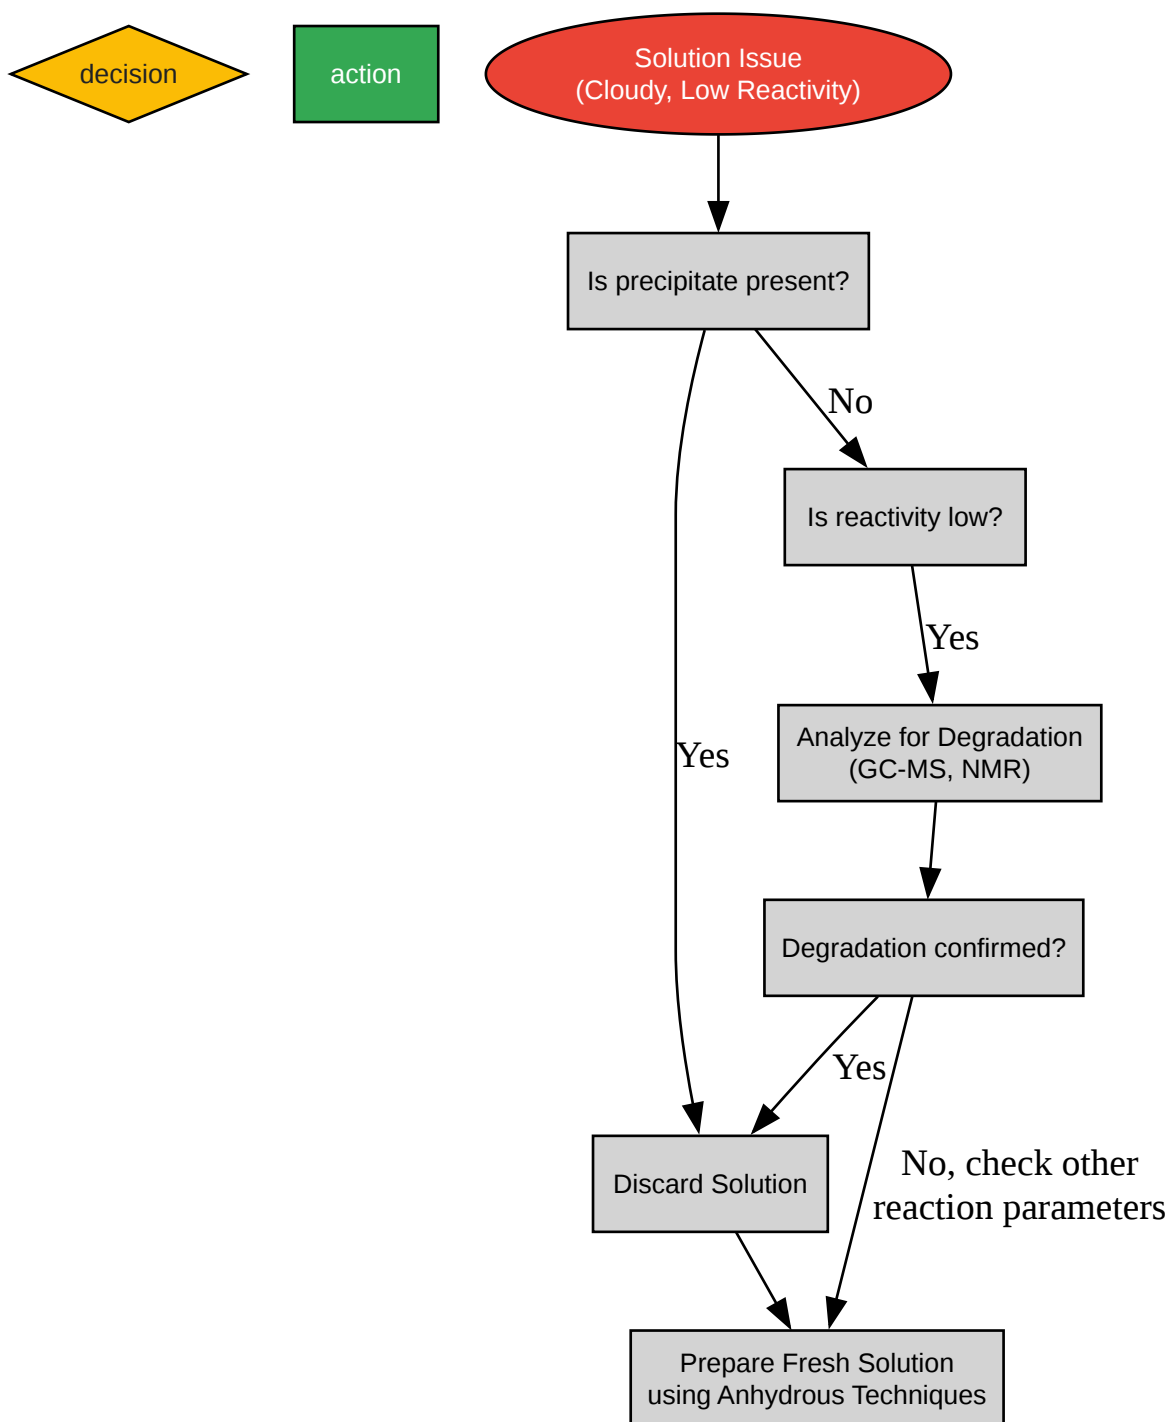 decision
action
Solution Issue
(Cloudy, Low Reactivity)
Is precipitate present?
No
Is reactivity low?
Yes
Analyze for Degradation
(GC-MS, NMR)
Yes
Degradation confirmed?
Yes
No, check other
reaction parameters
Discard Solution
Prepare Fresh Solution
using Anhydrous Techniques